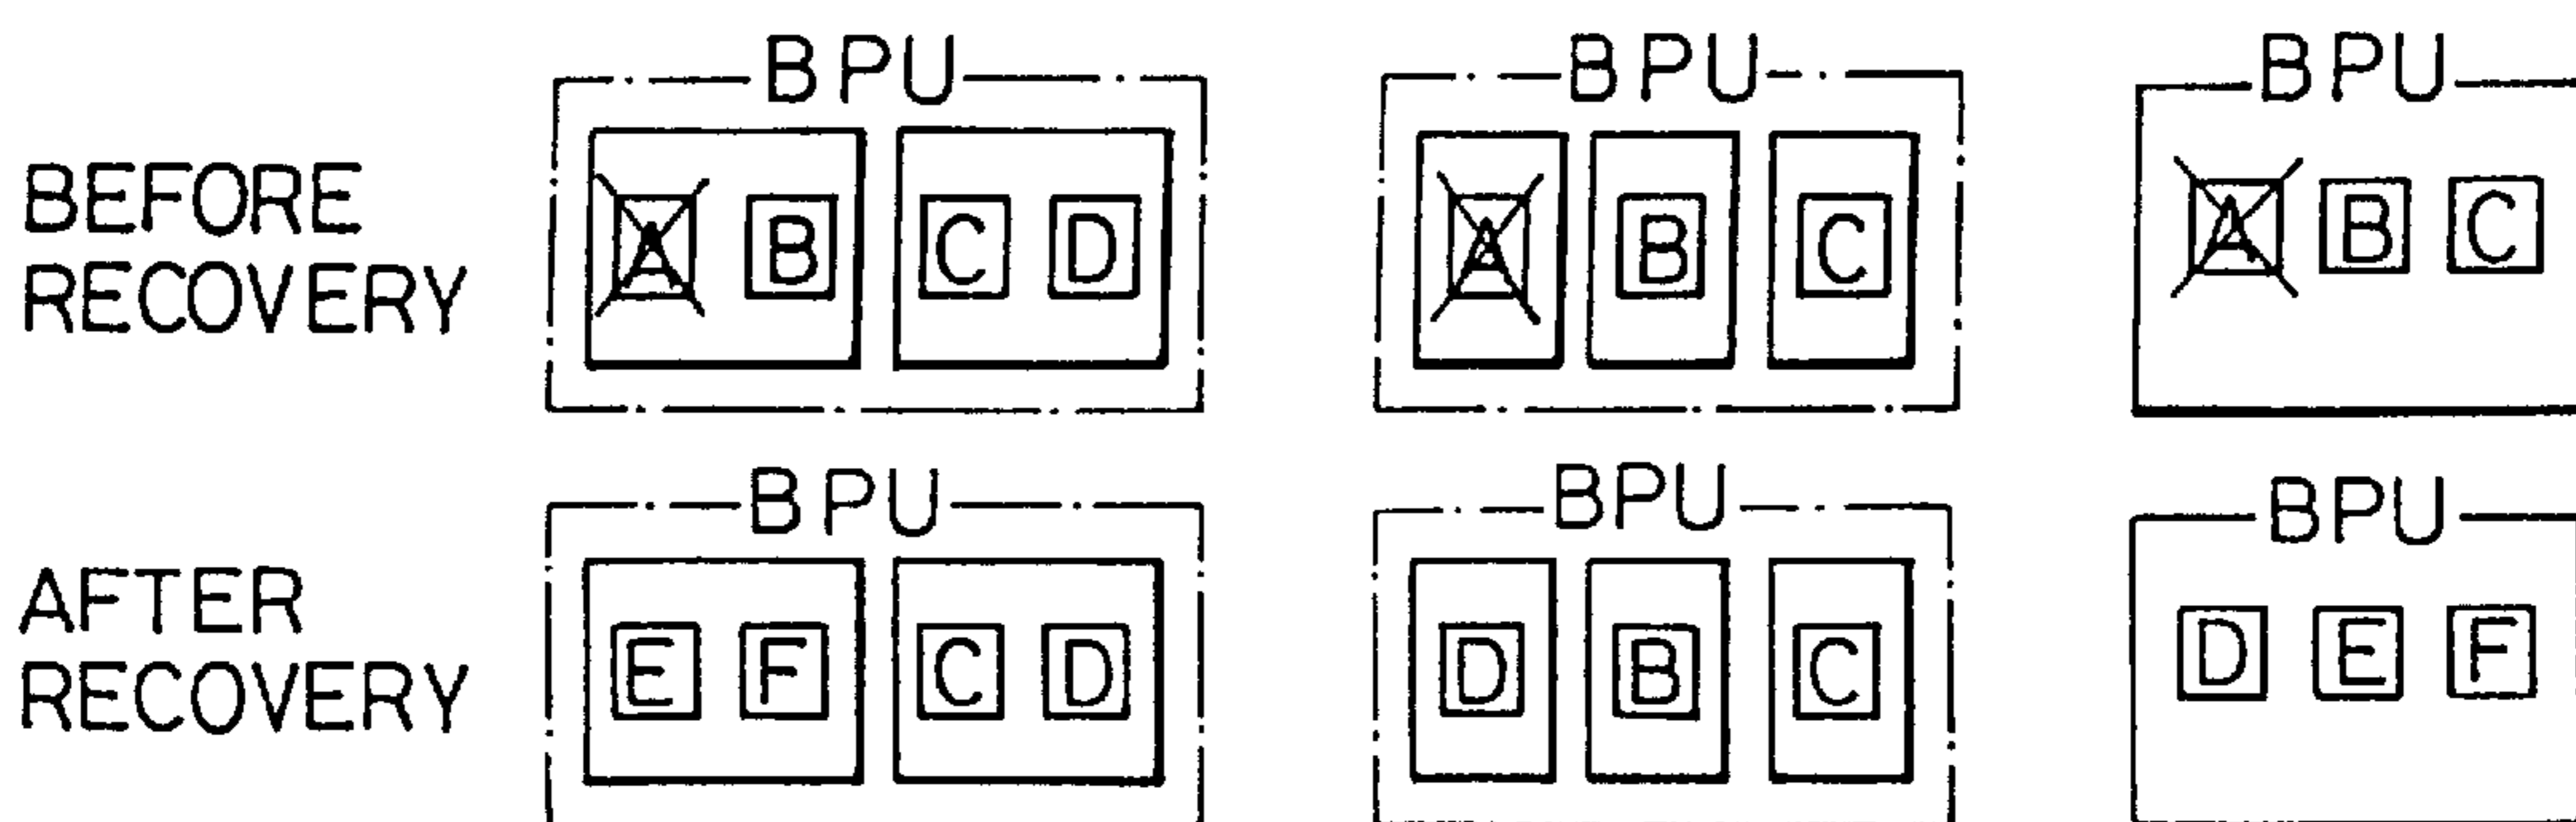 BPU BPU BPU
BEFORE
RECOVERY
A B C D A B C A B C
BPU BPU BPU
AFTER
RECOVERY
E F C D D B C D E F